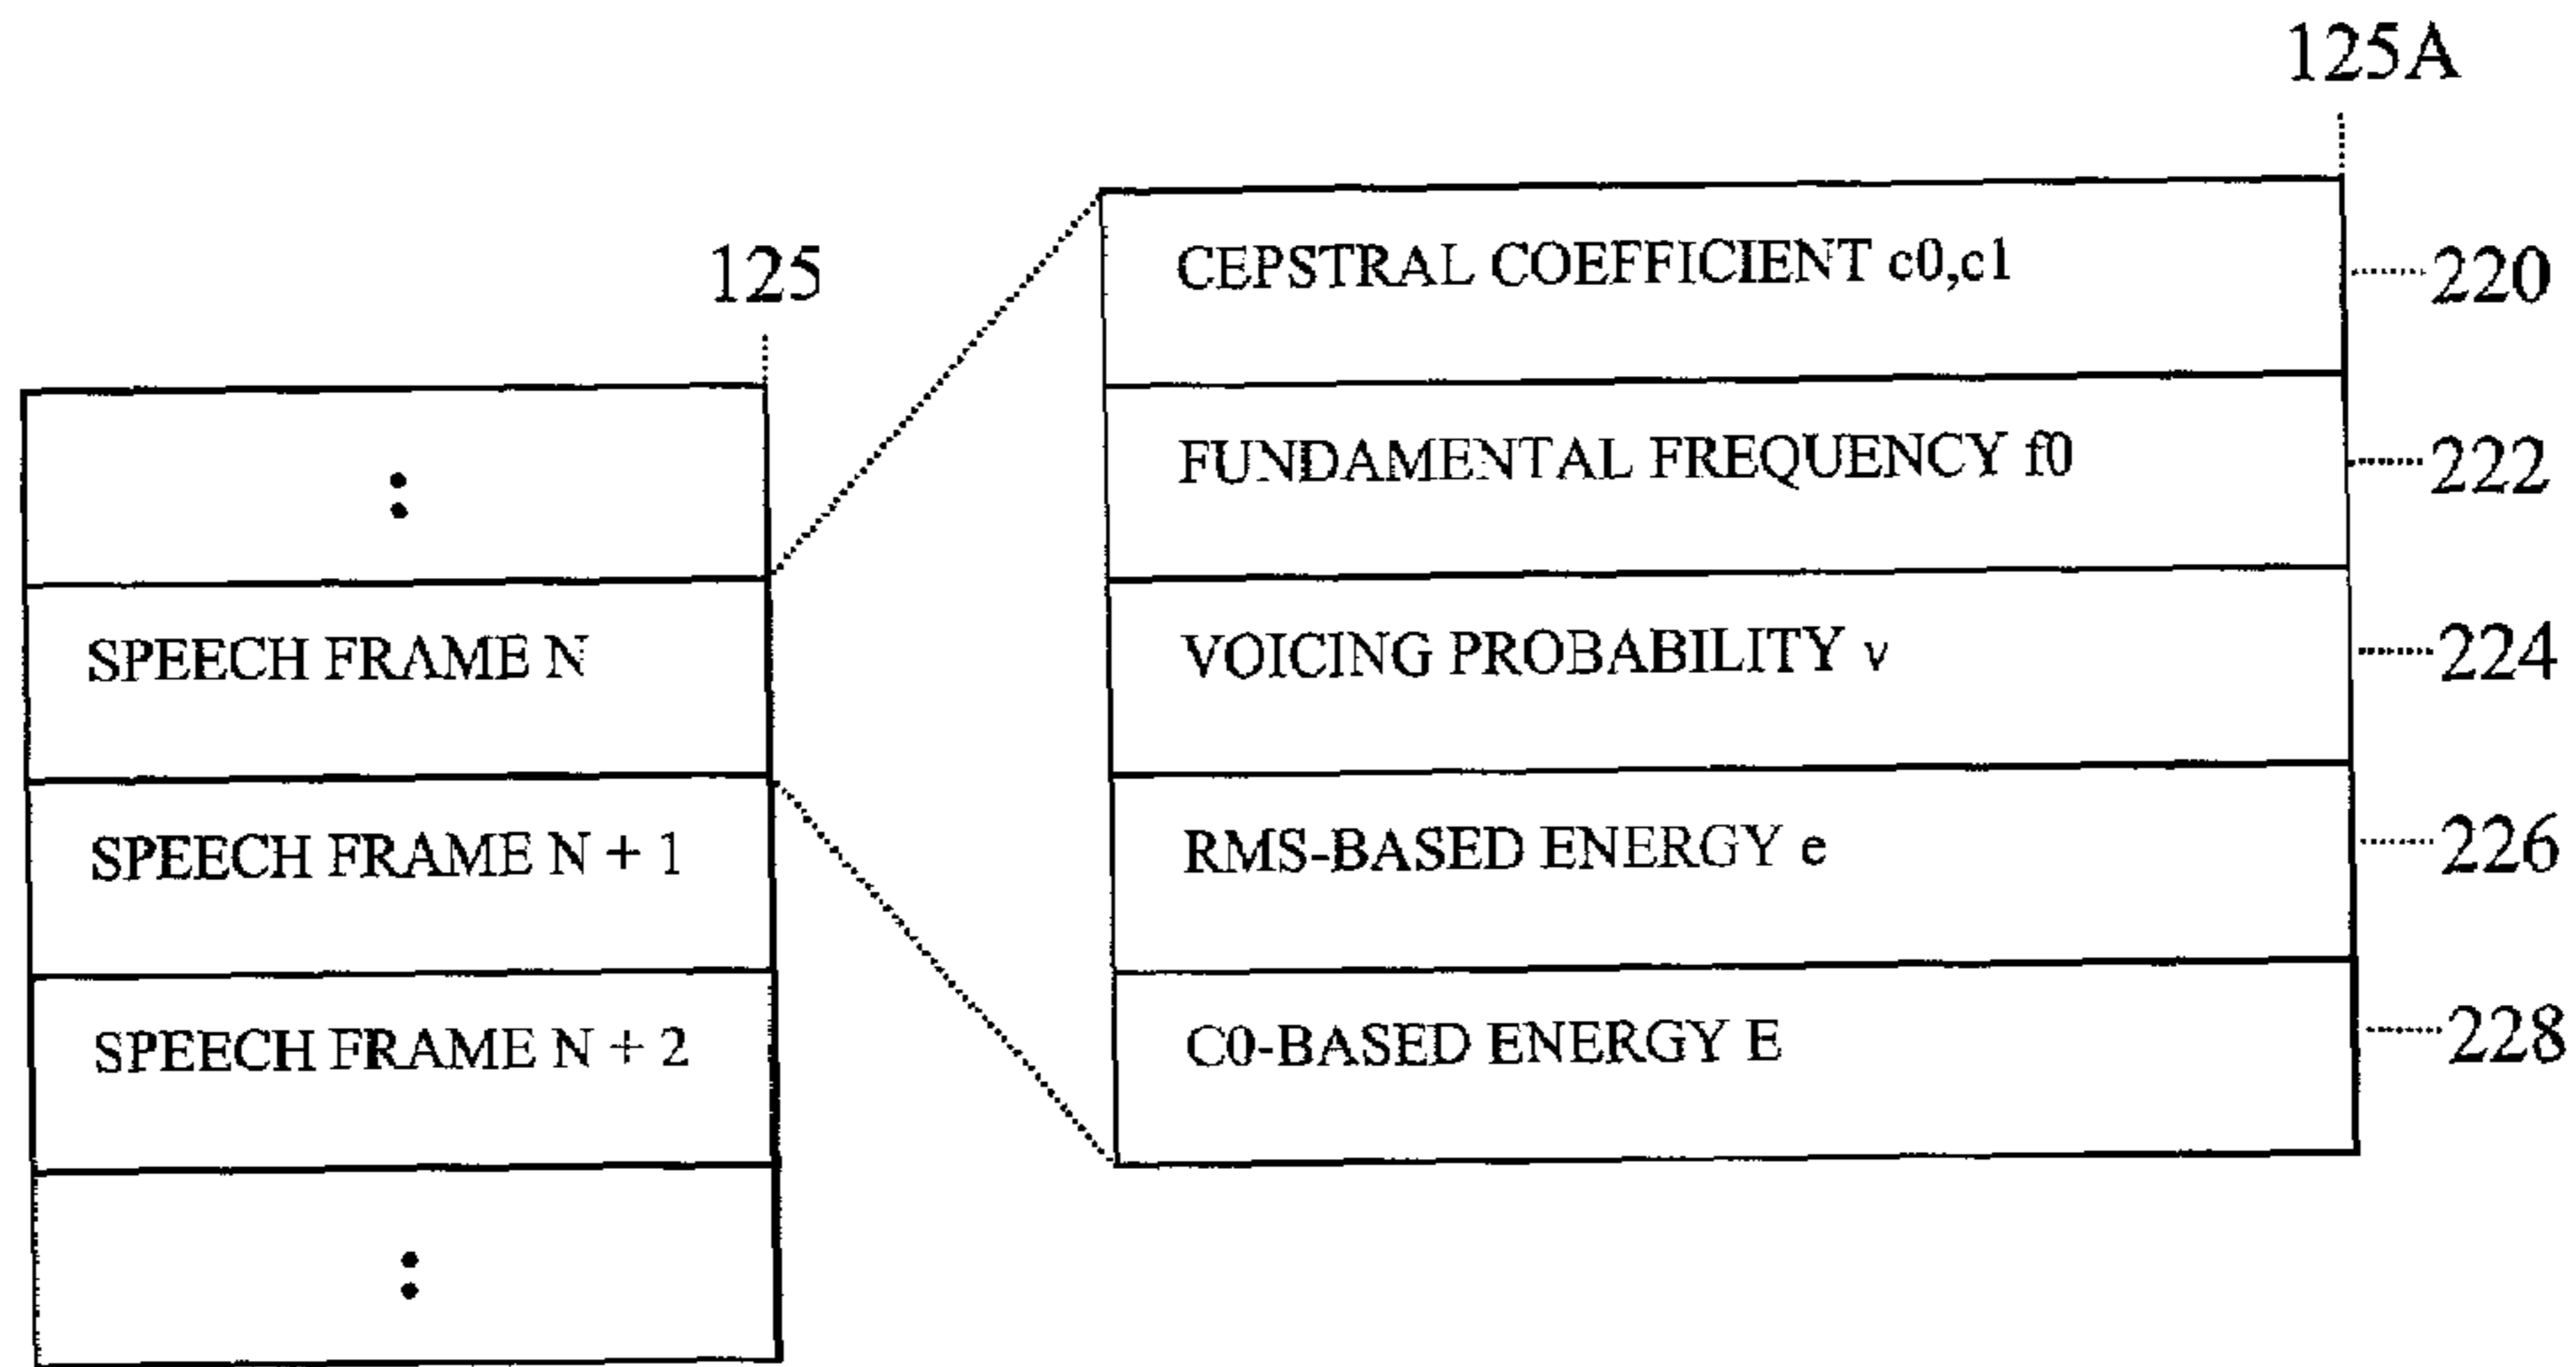 125A
125
CEPSTRAL COEFFICIENT c0,c1
220
FUNDAMENTAL FREQUENCY f0
222
VOICING PROBABILITY v
224
RMS-BASED ENERGY e
226
C0-BASED ENERGY E
228
SPEECH FRAME N
SPEECH FRAME N + 1
SPEECH FRAME N + 2